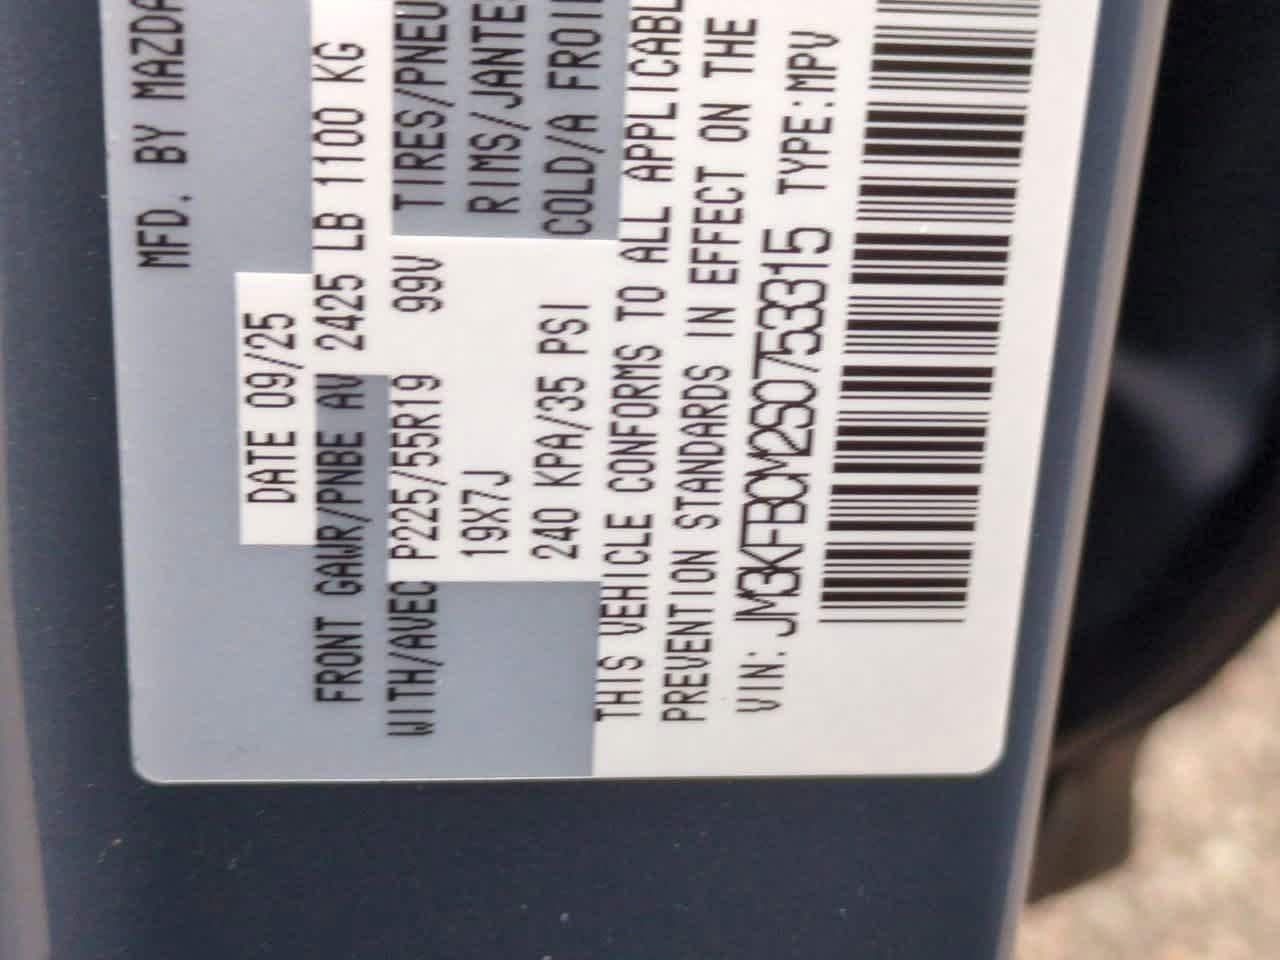 MFD. BY MAZDA
DATE 09/25
FRONT GAWR/PNBE AV 2425 LB 1100 KG
WITH/AVEC P225/55R19 99V TIRES/PNEU
19X7J RIMS/JANTE
240 KPA/35 PSI COLD/A FROI
THIS VEHICLE CONFORMS TO ALL APPLICABL
PREVENTION STANDARDS IN EFFECT ON THE
VIN: JM3KFBCM2S0753315 TYPE:MPV